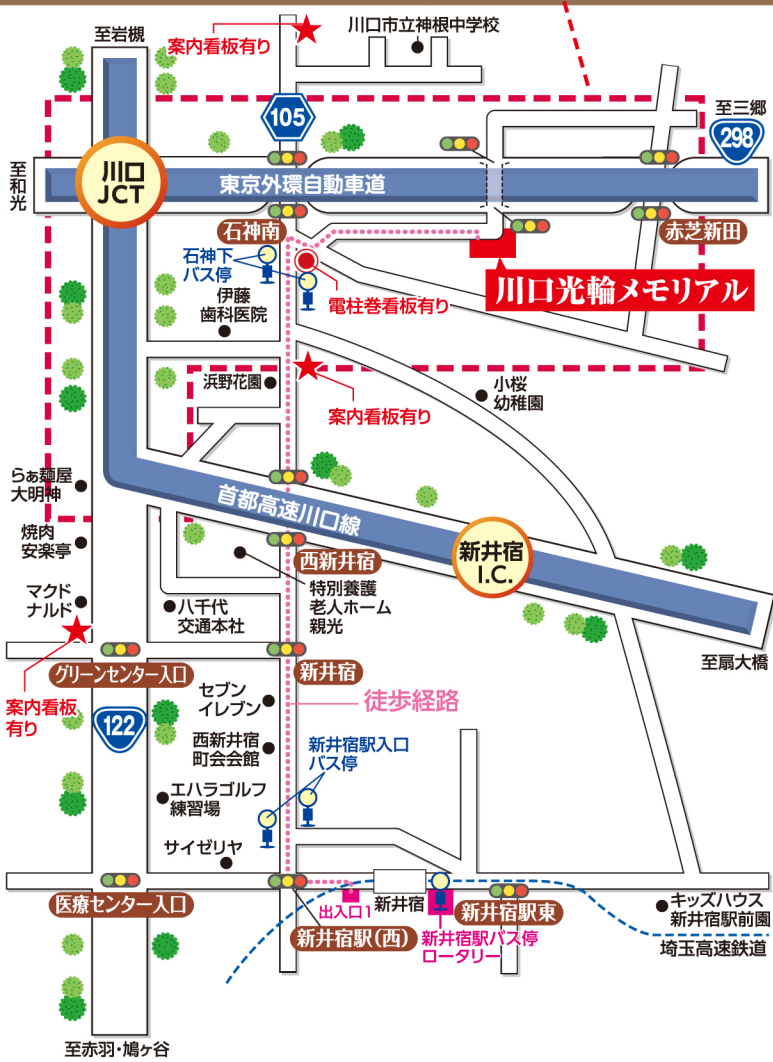 至岩槻
案内看板有り
川口市立神根中学校
105
至三郷
298
川口
JCT
至和光
東京外環自動車道
石神南
赤芝新田
石神下
バス停
川口光輪メモリアル
電柱巻看板有り
伊藤
歯科医院
浜野花園
案内看板有り
小桜
幼稚園
らぁ麺屋
大明神
首都高速川口線
焼肉
安楽亭
西新井宿
新井宿
I.C.
特別養護
老人ホーム
親光
マクド
ナルド
八千代
交通本社
至扇大橋
グリーンセンター入口
新井宿
案内看板
有り
122
セブン
イレブン
徒歩経路
西新井宿
町会会館
新井宿駅入口
バス停
エハラゴルフ
練習場
サイゼリヤ
医療センター入口
出入口1
新井宿
新井宿駅東
キッズハウス
新井宿駅前園
新井宿駅(西)
新井宿駅バス停
ロータリー
埼玉高速鉄道
至赤羽・鳩ヶ谷